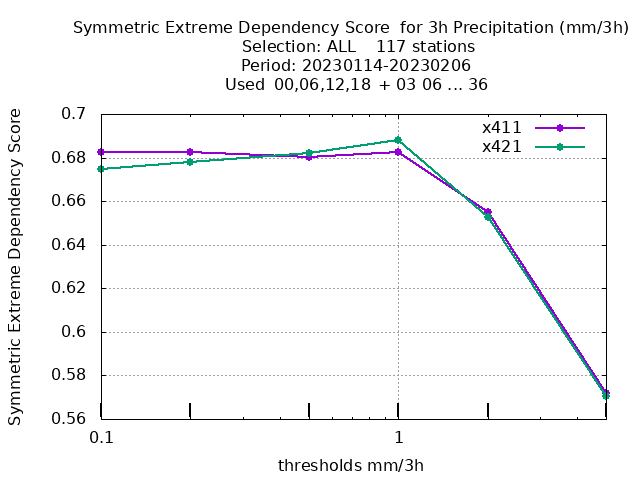 Symmetric Extreme Dependency Score  for 3h Precipitation (mm/3h)
Selection: ALL    117 stations
Period: 20230114-20230206
Used  00,06,12,18  + 03 06 ... 36
Symmetric Extreme Dependency Score
0.7
0.68
0.66
0.64
0.62
0.6
0.58
0.56
x411
x421
0.1
1
thresholds mm/3h